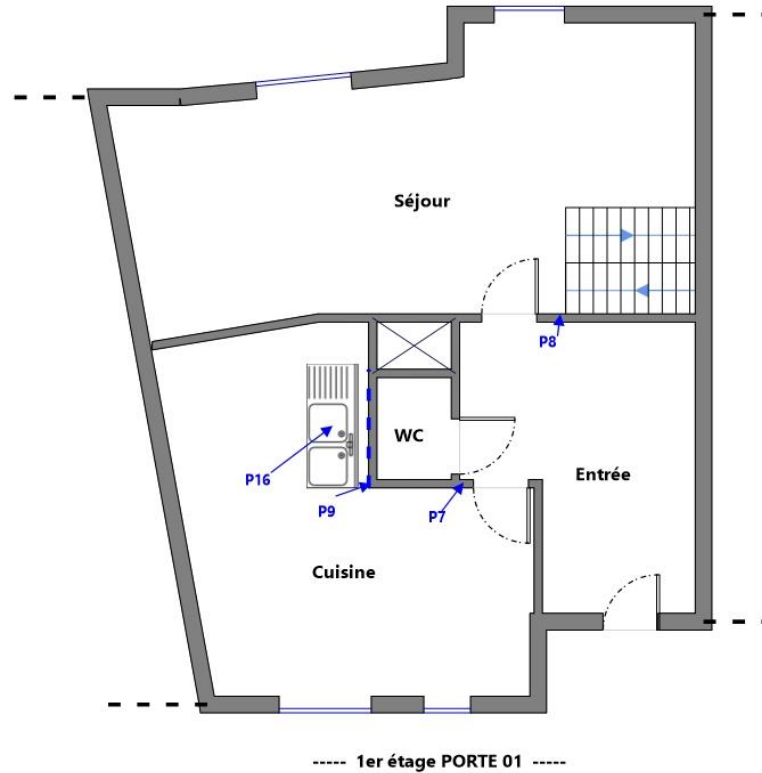 Séjour
P8
WC
P16
Entrée
P9
P7
Cuisine
----- 1er étage PORTE 01 -----